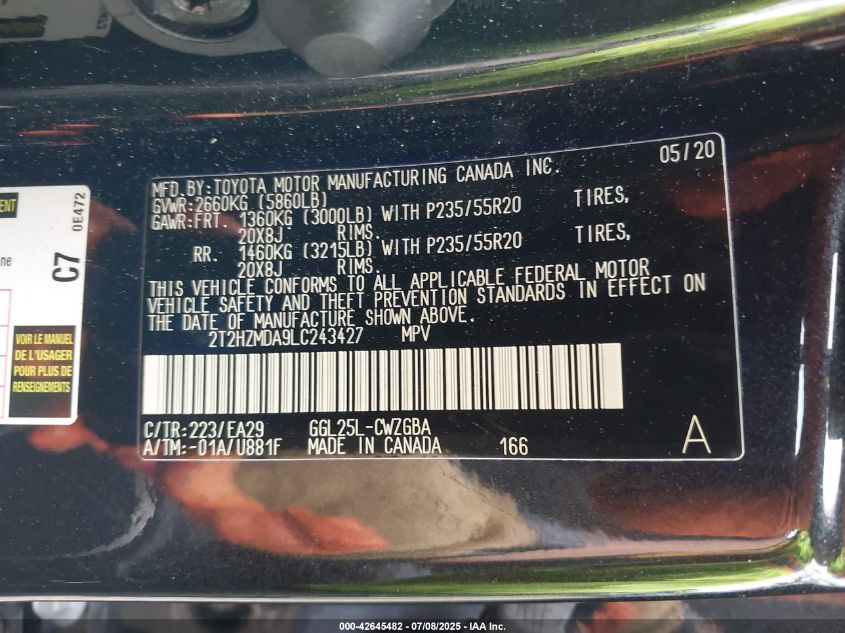 MFD.BY:TOYOTA MOTOR MANUFACTURING CANADA INC. 05/20
GVWR:2660KG (5860LB)
GAWR:FRT. 1360KG (3000LB) WITH P235/55R20 TIRES,
20X8J RIMS.
RR. 1460KG (3215LB) WITH P235/55R20 TIRES,
20X8J RIMS.
THIS VEHICLE CONFORMS TO ALL APPLICABLE FEDERAL MOTOR
VEHICLE SAFETY AND THEFT PREVENTION STANDARDS IN EFFECT ON
THE DATE OF MANUFACTURE SHOWN ABOVE.
2T2HZMDA9LC243427 MPV
C/TR:223/EA29 GGL25L-CWZGBA
A/TM:-01A/U881F MADE IN CANADA 166 A
0E472
C7
VOIR LE MANUEL
DE L'USAGER
POUR PLUS DE
RENSEIGNEMENTS
000-42645482 - 07/08/2025 - IAA Inc.